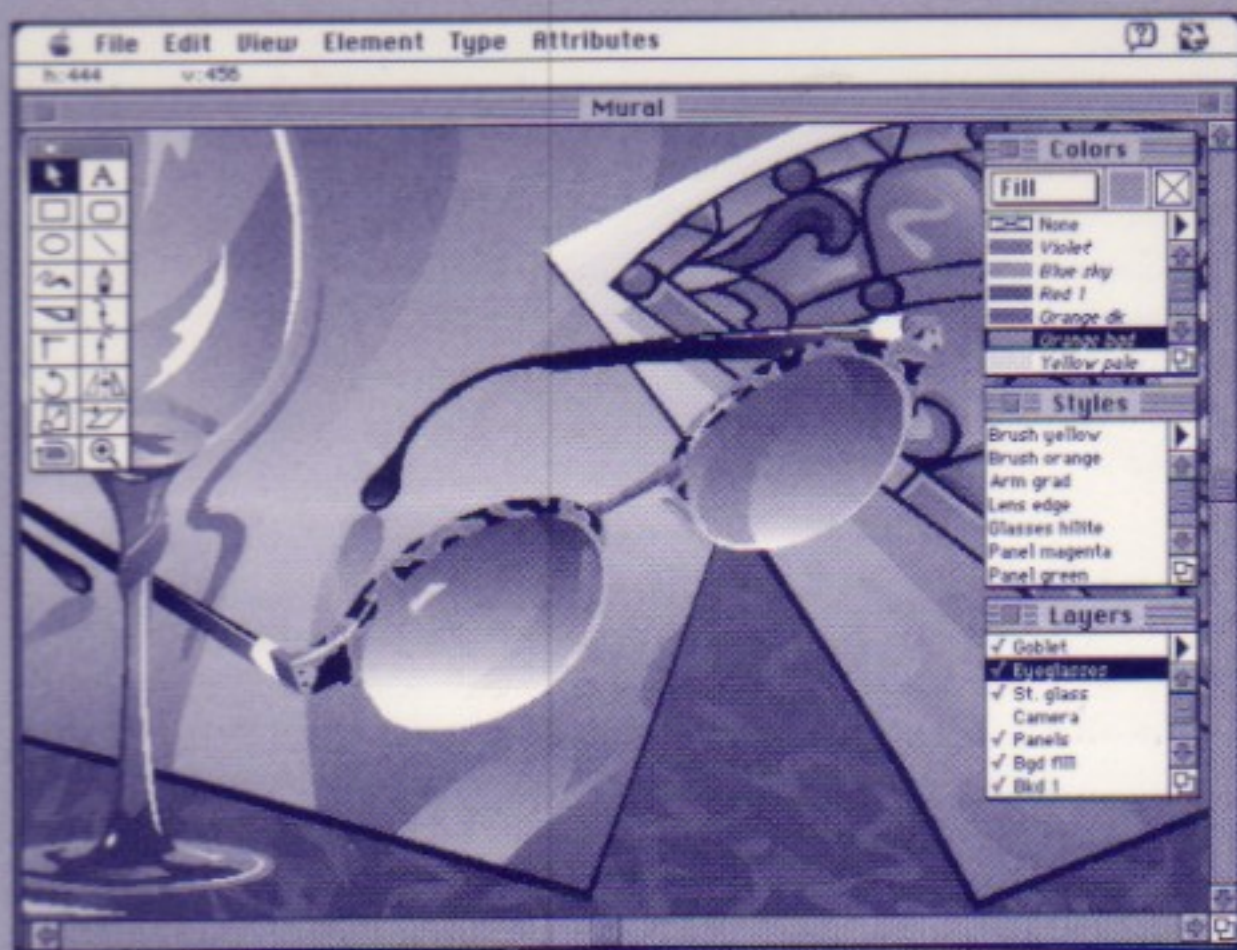 File Edit View Element Type Attributes
h:444 v:456
Mural
A
Colors
Fill
None
Violet
Blue sky
Red 1
Orange dk
Orange bgd
Yellow pale
Styles
Brush yellow
Brush orange
Arm grad
Lens edge
Glasses hilite
Panel magenta
Panel green
Layers
√ Goblet
√ Eyeglasses
√ St. glass
Camera
√ Panels
√ Bgd fill
√ Bkd 1